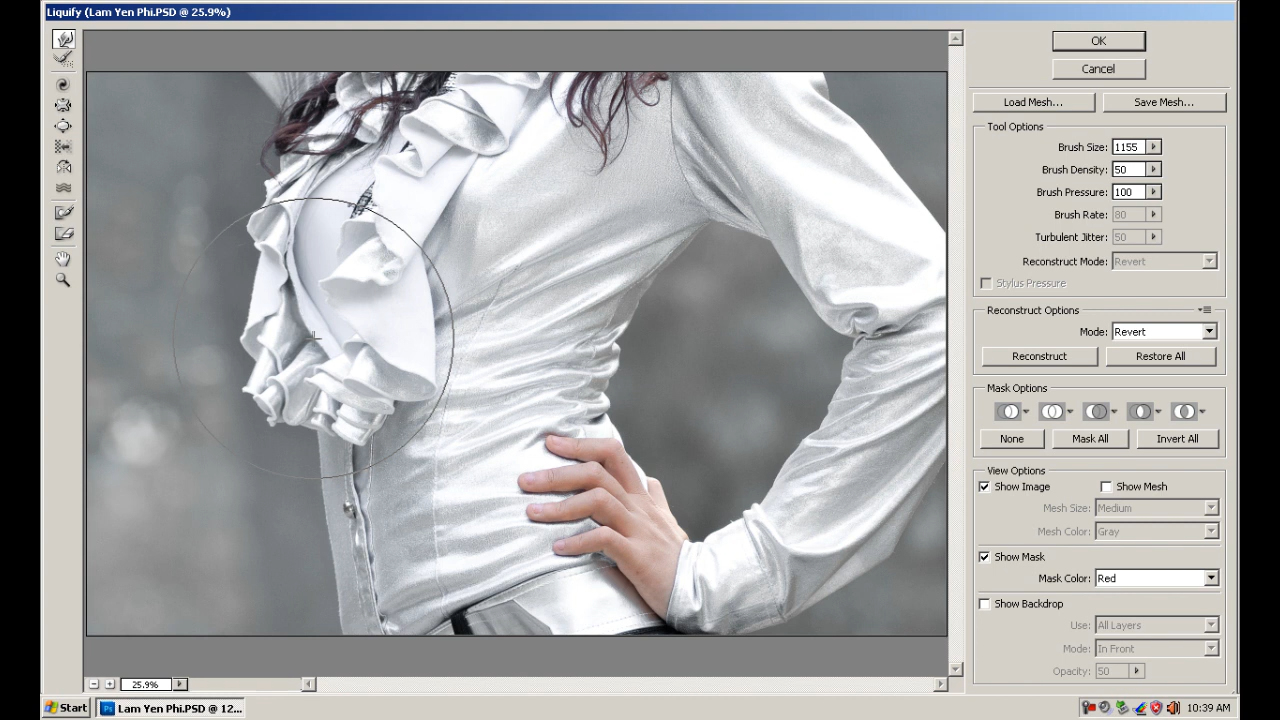 Liquify (Lam Yen Phi.PSD @ 25.9%)
OK
Cancel
Load Mesh... Save Mesh...
Tool Options
Brush Size: 1155
Brush Density: 50
Brush Pressure: 100
Brush Rate: 80
Turbulent Jitter: 50
Reconstruct Mode: Revert
Stylus Pressure
Reconstruct Options
Mode: Revert
Reconstruct Restore All
Mask Options
None Mask All Invert All
View Options
Show Image Show Mesh
Mesh Size: Medium
Mesh Color: Gray
Show Mask
Mask Color: Red
Show Backdrop
Use: All Layers
Mode: In Front
Opacity: 50
25.9%
Start Lam Yen Phi.PSD @ 12... 10:39 AM